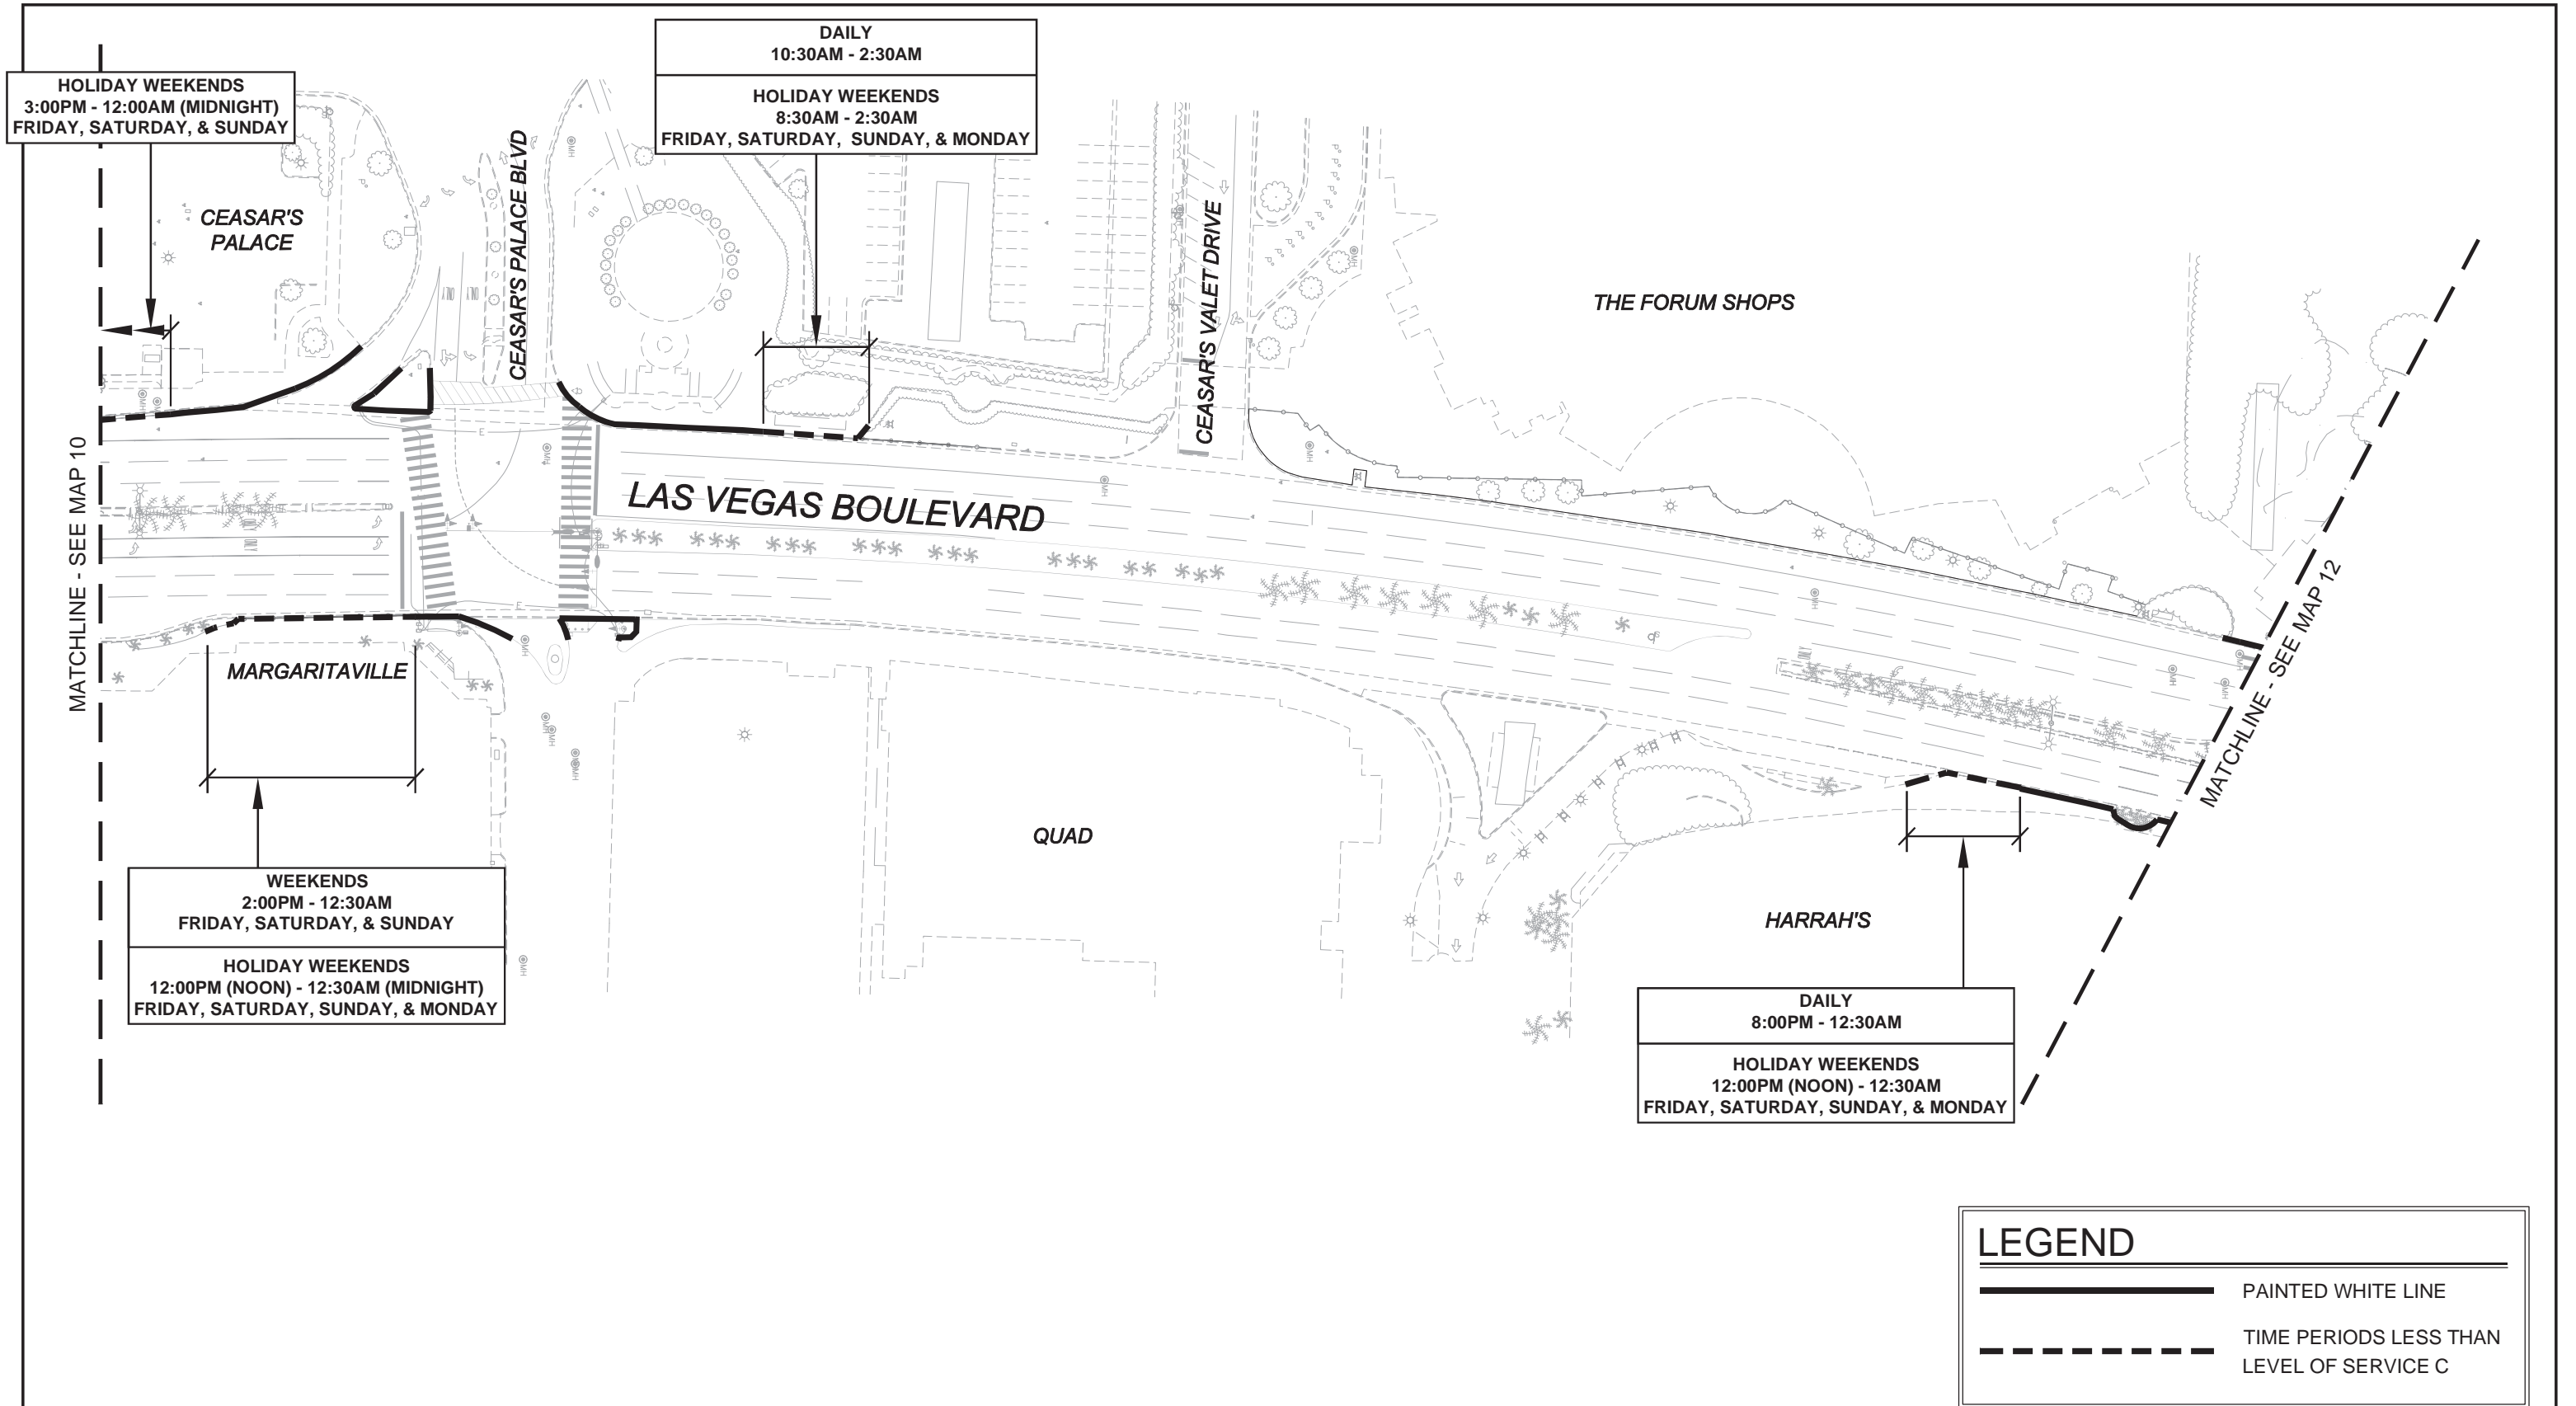 HOLIDAY WEEKENDS
3:00PM - 12:00AM (MIDNIGHT)
FRIDAY, SATURDAY, & SUNDAY
DAILY
10:30AM - 2:30AM
HOLIDAY WEEKENDS
8:30AM - 2:30AM
FRIDAY, SATURDAY, SUNDAY, & MONDAY
CEASAR'S
PALACE
CEASAR'S PALACE BLVD
CEASAR'S VALET DRIVE
THE FORUM SHOPS
MATCHLINE - SEE MAP 10
LAS VEGAS BOULEVARD
MATCHLINE - SEE MAP 12
MARGARITAVILLE
QUAD
HARRAH'S
WEEKENDS
2:00PM - 12:30AM
FRIDAY, SATURDAY, & SUNDAY
HOLIDAY WEEKENDS
12:00PM (NOON) - 12:30AM (MIDNIGHT)
FRIDAY, SATURDAY, SUNDAY, & MONDAY
DAILY
8:00PM - 12:30AM
HOLIDAY WEEKENDS
12:00PM (NOON) - 12:30AM
FRIDAY, SATURDAY, SUNDAY, & MONDAY
LEGEND
PAINTED WHITE LINE
TIME PERIODS LESS THAN
LEVEL OF SERVICE C